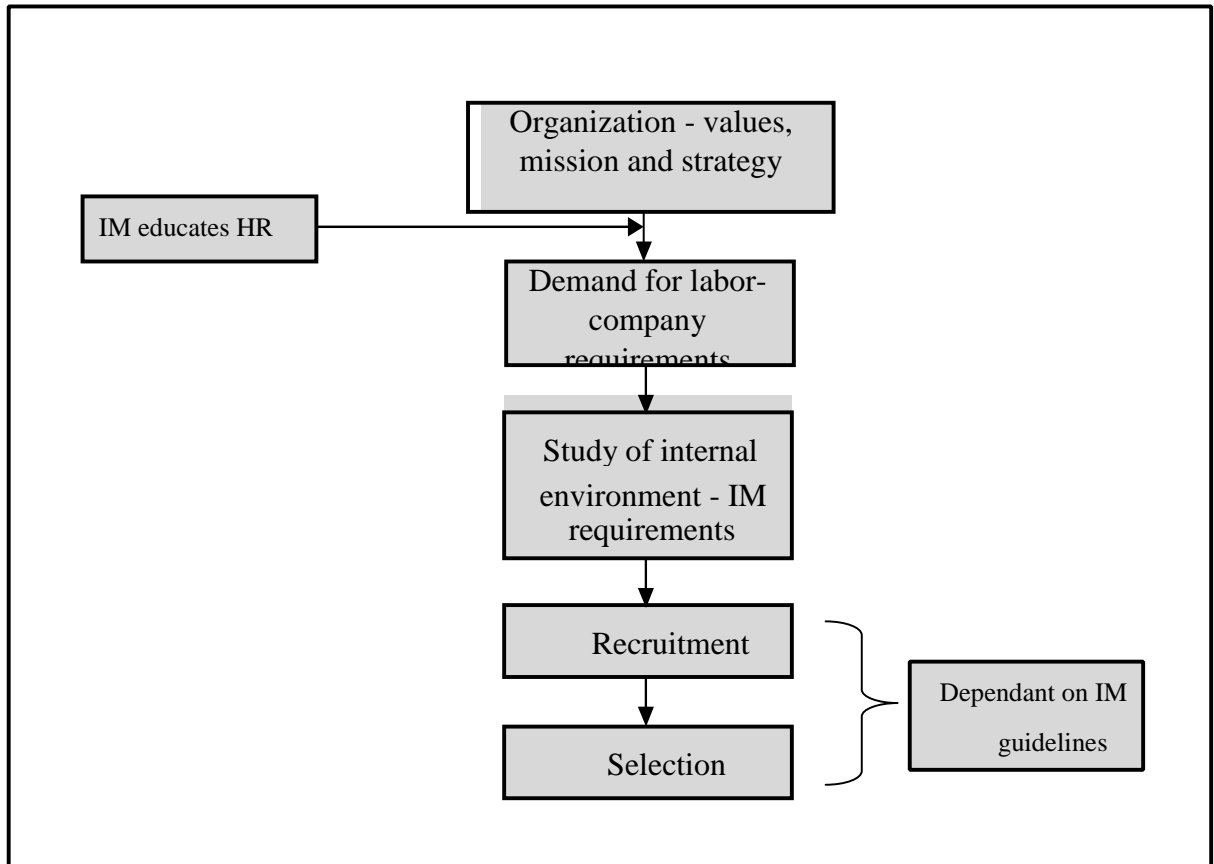 Organization - values,
mission and strategy
IM educates HR
Demand for labor-
company
requirements
Study of internal
environment - IM
requirements
Recruitment
Dependant on IM
guidelines
Selection